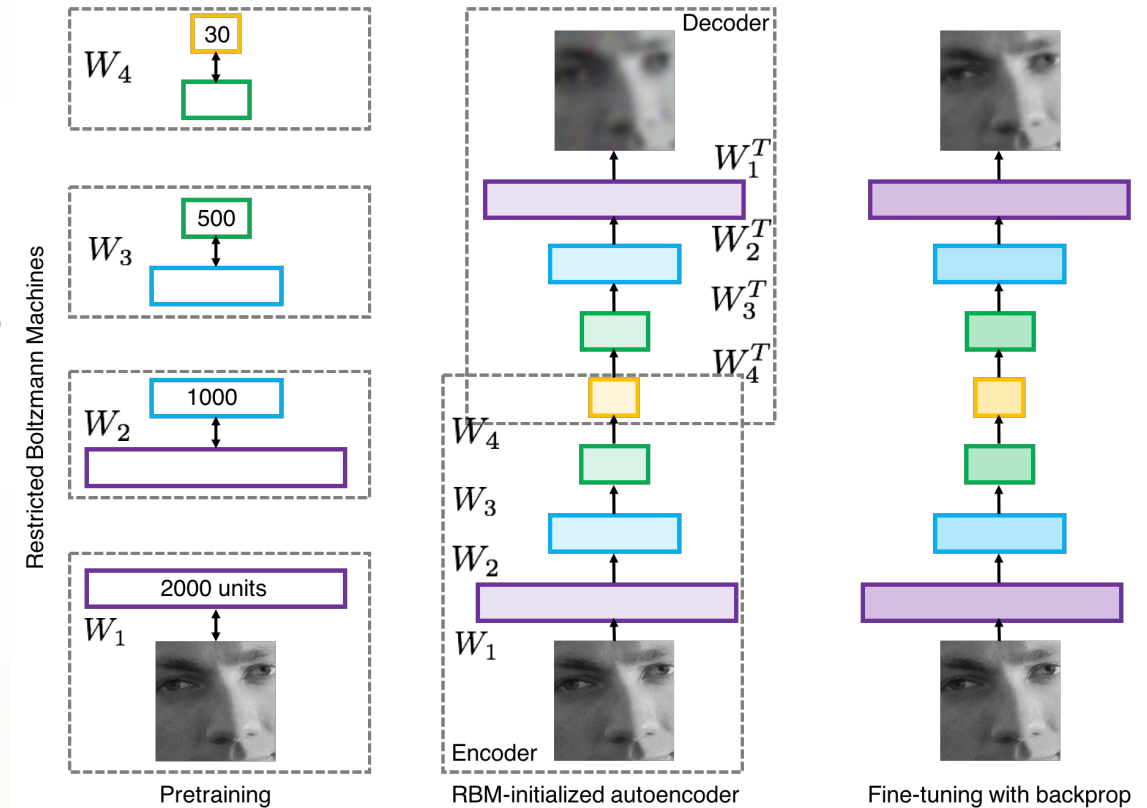 Restricted Boltzmann Machines
30
W₄
500
W₃
1000
W₂
2000 units
W₁
Pretraining
Decoder
W₁ᵀ
W₂ᵀ
W₃ᵀ
W₄ᵀ
W₄
W₃
W₂
W₁
Encoder
RBM-initialized autoencoder
Fine-tuning with backprop